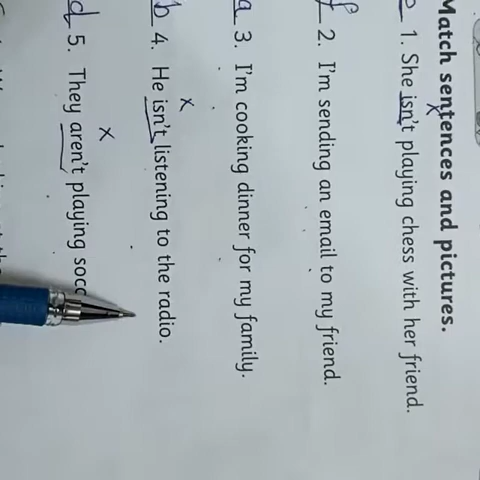 Match sentences and pictures.
e 1. She isn't playing chess with her friend.
f 2. I'm sending an email to my friend.
a 3. I'm cooking dinner for my family.
b 4. He isn't listening to the radio.
d 5. They aren't playing socc